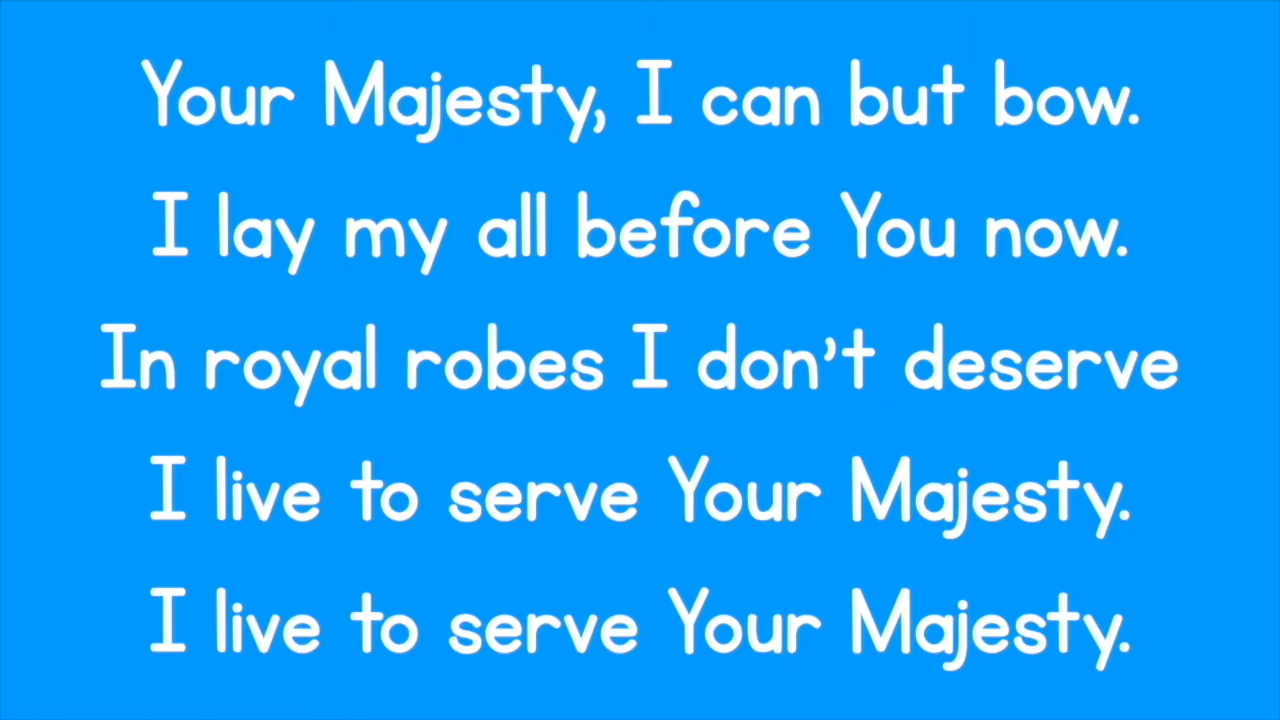 Your Majesty, I can but bow.
I lay my all before You now.
In royal robes I don't deserve
I live to serve Your Majesty.
I live to serve Your Majesty.